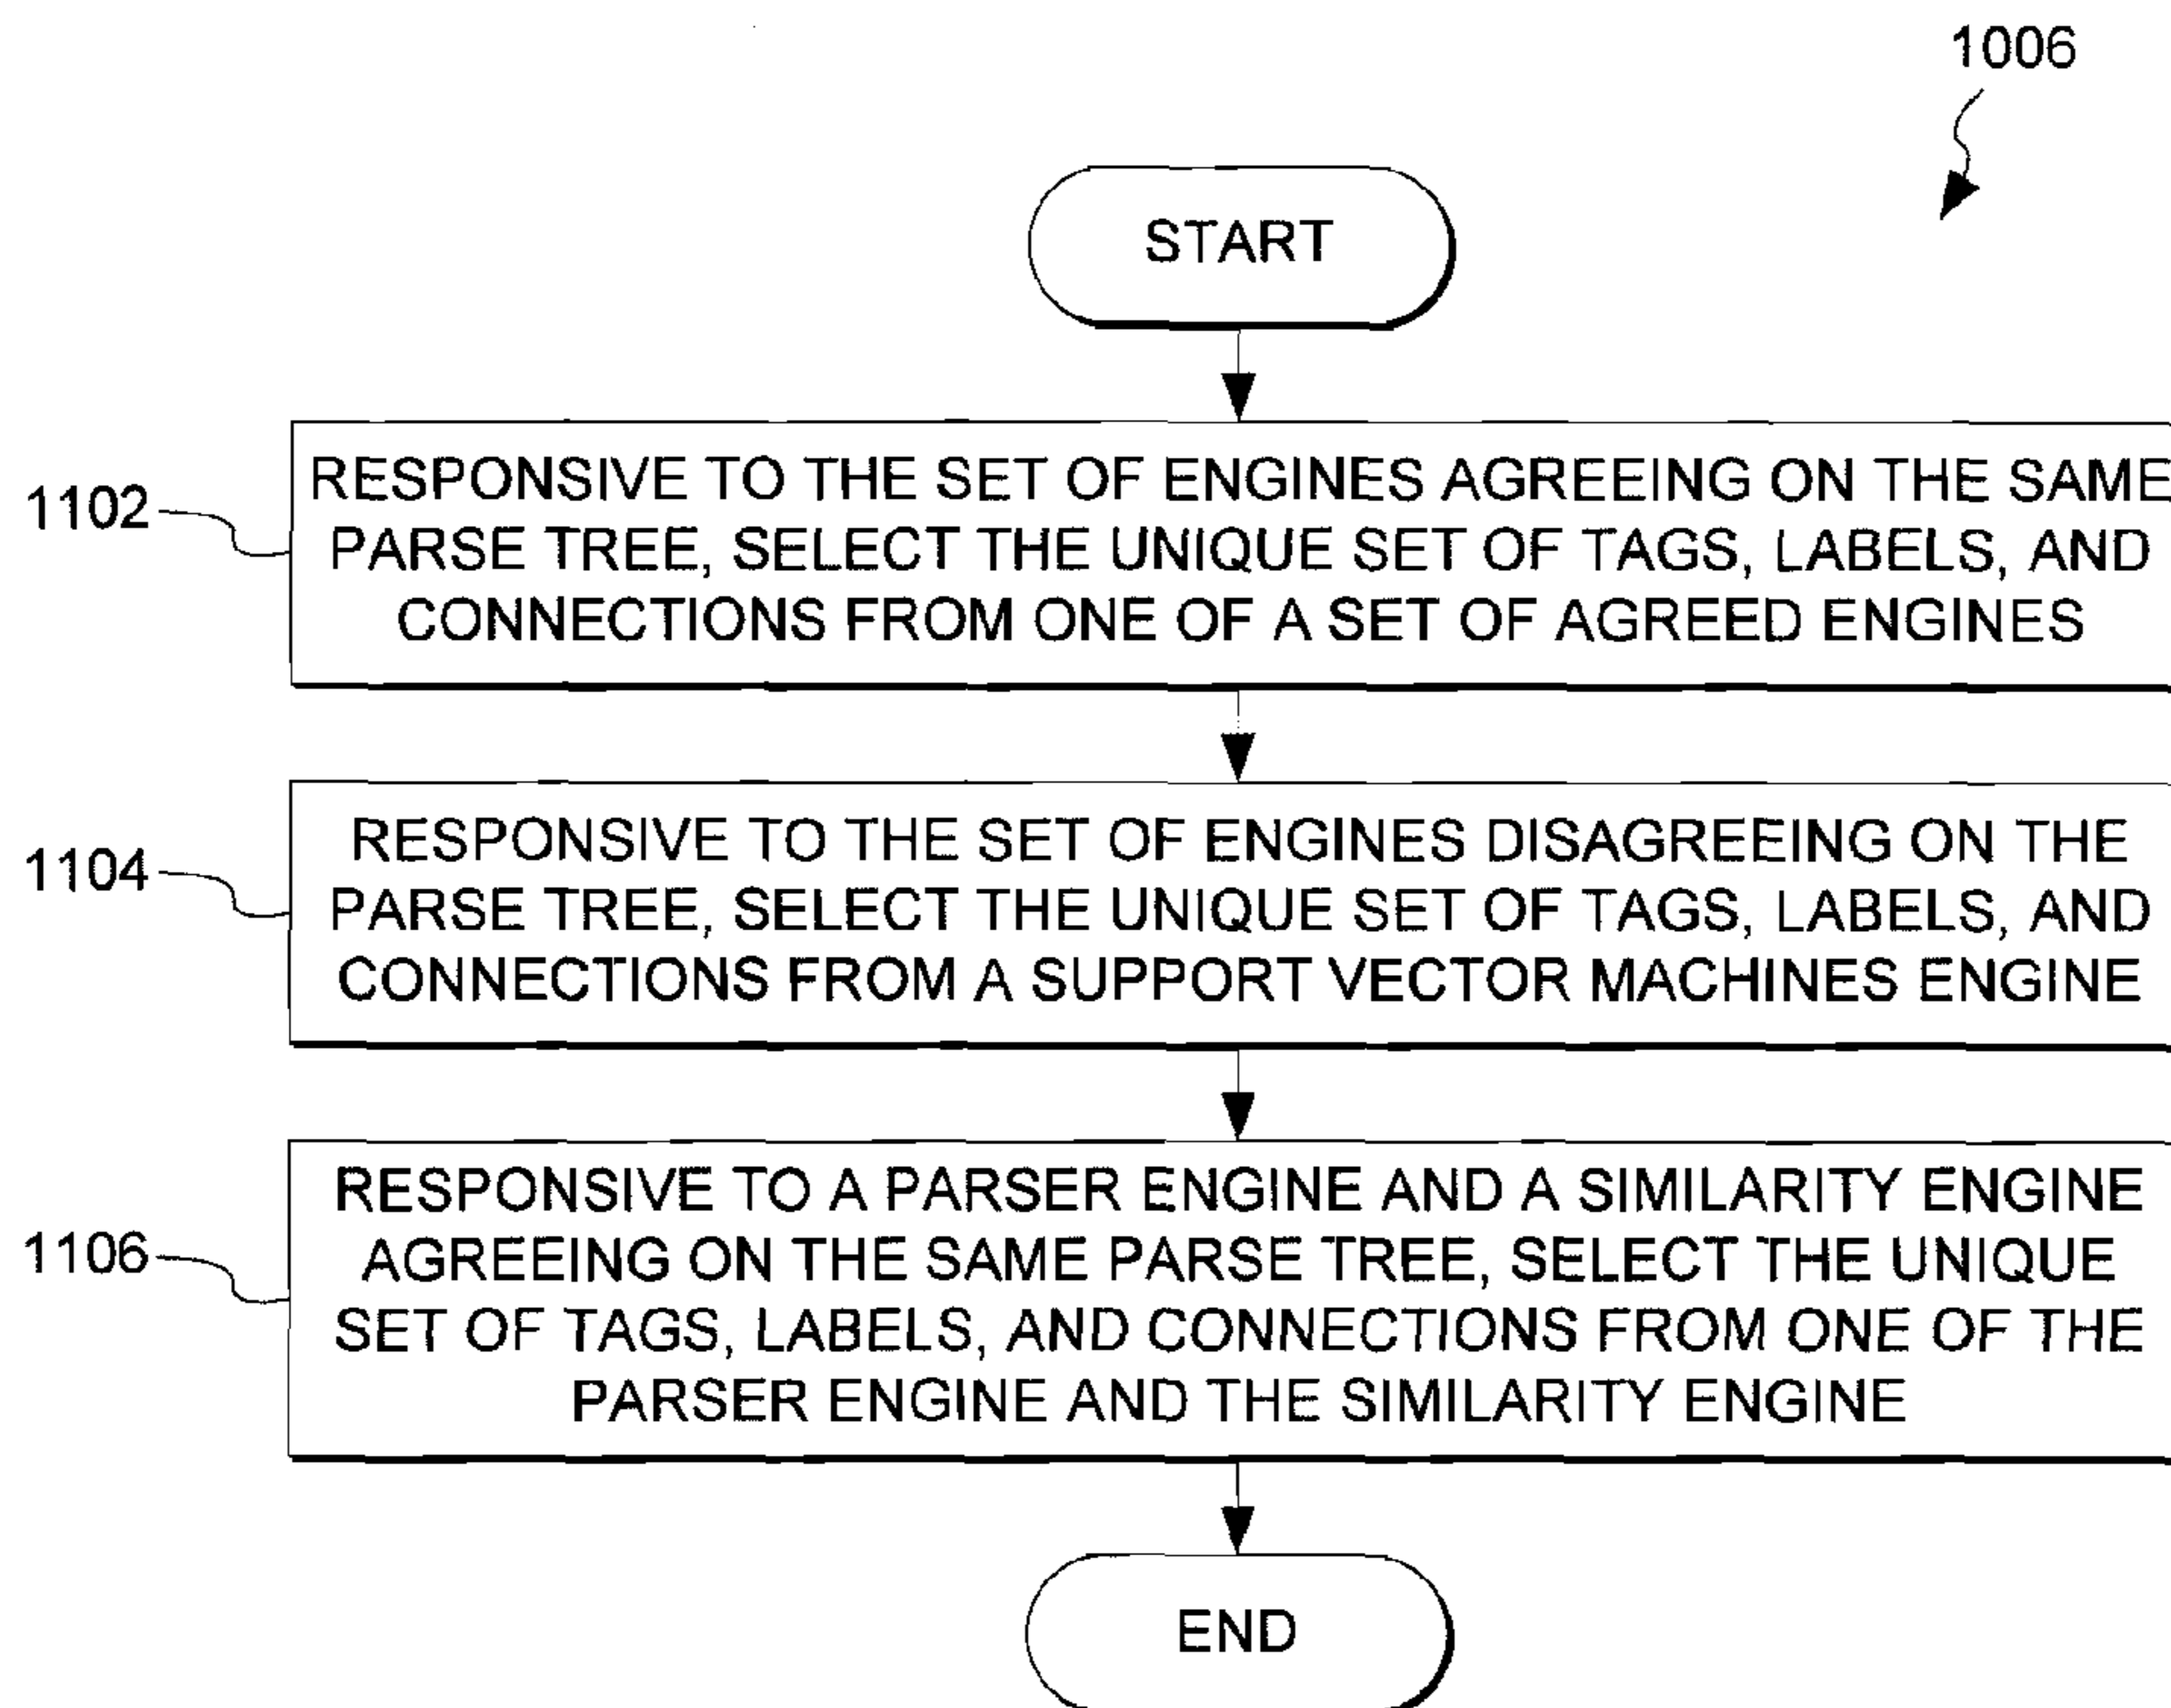 1006
START
1102
RESPONSIVE TO THE SET OF ENGINES AGREEING ON THE SAME
PARSE TREE, SELECT THE UNIQUE SET OF TAGS, LABELS, AND
CONNECTIONS FROM ONE OF A SET OF AGREED ENGINES
1104
RESPONSIVE TO THE SET OF ENGINES DISAGREEING ON THE
PARSE TREE, SELECT THE UNIQUE SET OF TAGS, LABELS, AND
CONNECTIONS FROM A SUPPORT VECTOR MACHINES ENGINE
1106
RESPONSIVE TO A PARSER ENGINE AND A SIMILARITY ENGINE
AGREEING ON THE SAME PARSE TREE, SELECT THE UNIQUE
SET OF TAGS, LABELS, AND CONNECTIONS FROM ONE OF THE
PARSER ENGINE AND THE SIMILARITY ENGINE
END